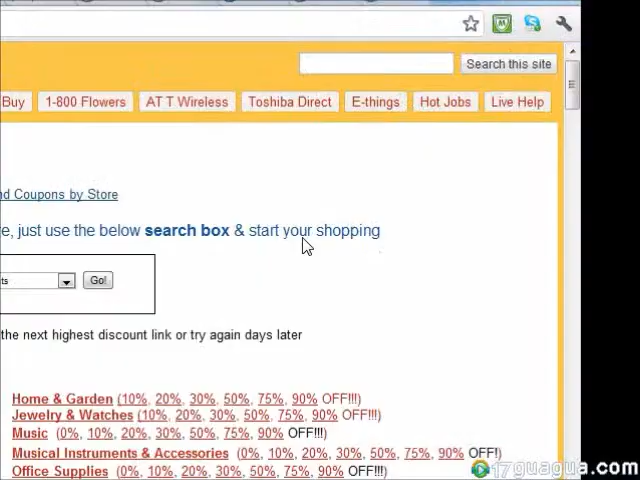 Search this site
Buy 1-800 Flowers AT T Wireless Toshiba Direct E-things Hot Jobs Live Help
nd Coupons by Store
e, just use the below search box & start your shopping
ts Go!
the next highest discount link or try again days later
Home & Garden (10%, 20%, 30%, 50%, 75%, 90% OFF!!!)
Jewelry & Watches (10%, 20%, 30%, 50%, 75%, 90% OFF!!!)
Music (0%, 10%, 20%, 30%, 50%, 75%, 90% OFF!!!)
Musical Instruments & Accessories (0%, 10%, 20%, 30%, 50%, 75%, 90% OFF!)
Office Supplies (0%, 10%, 20%, 30%, 50%, 75%, 90% OFF!!!)
17guagua.com